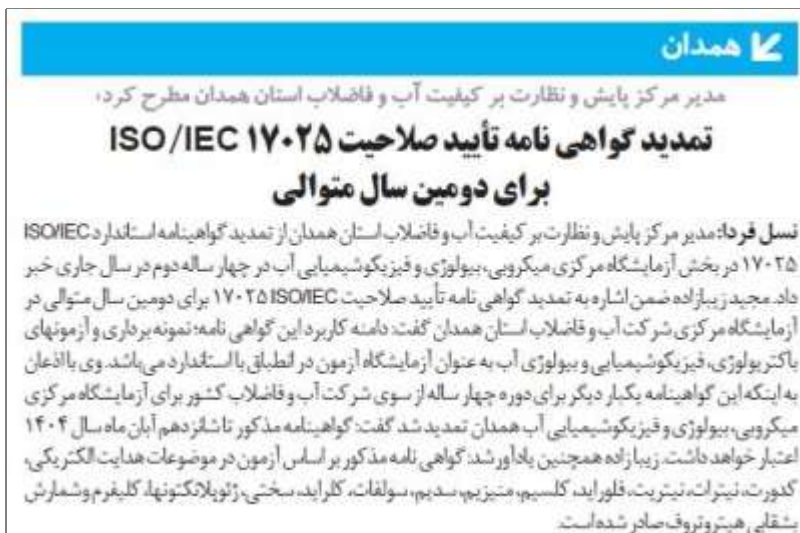 همدان
مدیر مرکز پایش و نظارت بر کیفیت آب و فاضلاب استان همدان مطرح کرد؛
تمدید گواهی نامه تأیید صلاحیت ISO/IEC ۱۷۰۲۵
برای دومین سال متوالی
نسل فردا: مدیر مرکز پایش و نظارت بر کیفیت آب و فاضلاب استان همدان از تمدید گواهینامه استاندارد ISO/IEC
۱۷۰۲۵ در بخش آزمایشگاه مرکزی میکروبی، بیولوژی و فیزیکوشیمیایی آب در چهار ساله دوم در سال جاری خبر
داد. مجید زیبازاده ضمن اشاره به تمدید گواهی نامه تأیید صلاحیت ISO/IEC ۱۷۰۲۵ برای دومین سال متوالی در
آزمایشگاه مرکزی شرکت آب و فاضلاب استان همدان گفت: دامنه کاربرد این گواهی نامه؛ نمونه برداری و آزمونهای
باکتریولوژی، فیزیکوشیمیایی و بیولوژی آب به عنوان آزمایشگاه آزمون در انطباق با استاندارد می‌باشد. وی با اذعان
به اینکه این گواهینامه یکبار دیگر برای دوره چهار ساله از سوی شرکت آب و فاضلاب کشور برای آزمایشگاه مرکزی
میکروبی، بیولوژی و فیزیکوشیمیایی آب همدان تمدید شد گفت: گواهینامه مذکور تا شانزدهم آبان ماه سال ۱۴۰۴
اعتبار خواهد داشت. زیبا زاده همچنین یادآور شد: گواهی نامه مذکور بر اساس آزمون در موضوعات هدایت الکتریکی،
کدورت، نیترات، نیتریت، فلوراید، کلسیم، منیزیم، سدیم، سولفات، کلراید، سختی، زئوپلانکتونها، کلیفرم وشمارش
بشقابی هیتروتروف صادر شده است.